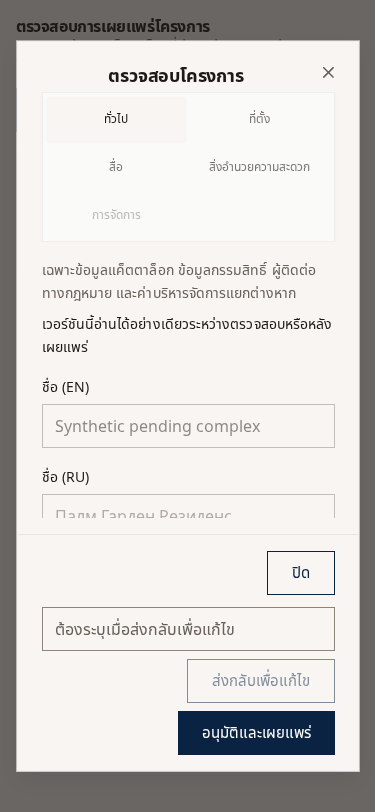 ตรวจสอบการเผยแพร่โครงการ
ตรวจสอบโครงการ
ทั่วไป
ที่ตั้ง
สื่อ
สิ่งอำนวยความสะดวก
การจัดการ
เฉพาะข้อมูลแค็ตตาล็อก ข้อมูลกรรมสิทธิ์ ผู้ติดต่อ
ทางกฎหมาย และค่าบริหารจัดการแยกต่างหาก
เวอร์ชันนี้อ่านได้อย่างเดียวระหว่างตรวจสอบหรือหลัง
เผยแพร่
ชื่อ (EN)
Synthetic pending complex
ชื่อ (RU)
Палм Гарден Резиденс
ปิด
ต้องระบุเมื่อส่งกลับเพื่อแก้ไข
ส่งกลับเพื่อแก้ไข
อนุมัติและเผยแพร่